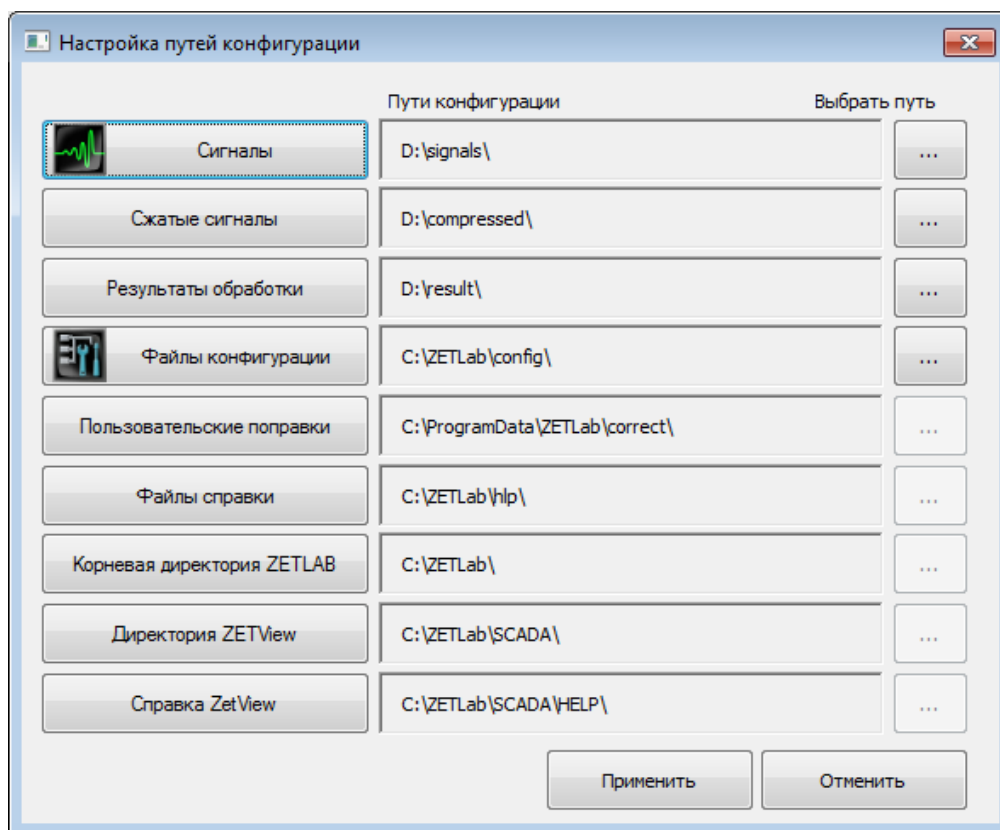 Настройка путей конфигурации
Пути конфигурации Выбрать путь
Сигналы D:\signals\ ...
Сжатые сигналы D:\compressed\ ...
Результаты обработки D:\result\ ...
Файлы конфигурации C:\ZETLab\config\ ...
Пользовательские поправки C:\ProgramData\ZETLab\correct\ ...
Файлы справки C:\ZETLab\hlp\ ...
Корневая директория ZETLAB C:\ZETLab\ ...
Директория ZETView C:\ZETLab\SCADA\ ...
Справка ZetView C:\ZETLab\SCADA\HELP\ ...
Применить Отменить